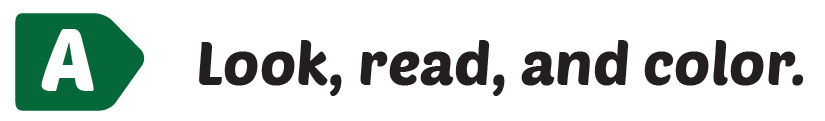 A Look, read, and color.